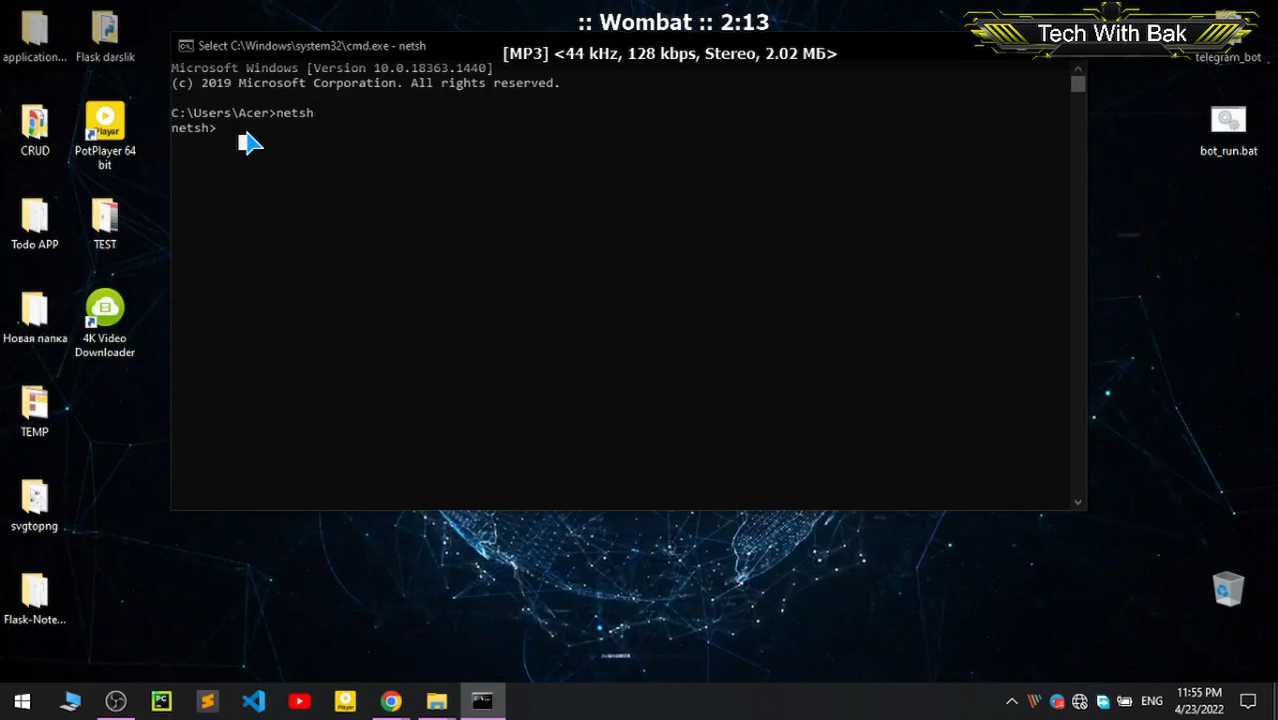 :: Wombat :: 2:13
[MP3] <44 kHz, 128 kbps, Stereo, 2.02 МБ>
Tech With Bak
Select C:\Windows\system32\cmd.exe - netsh
Microsoft Windows [Version 10.0.18363.1440]
(c) 2019 Microsoft Corporation. All rights reserved.
C:\Users\Acer>netsh
netsh>
application...
Flask darslik
CRUD
Player
PotPlayer 64
bit
Todo APP
TEST
Новая папка
4K Video
Downloader
TEMP
svgtopng
Flask-Note...
telegram_bot
bot_run.bat
PC
Player
ENG
11:55 PM
4/23/2022